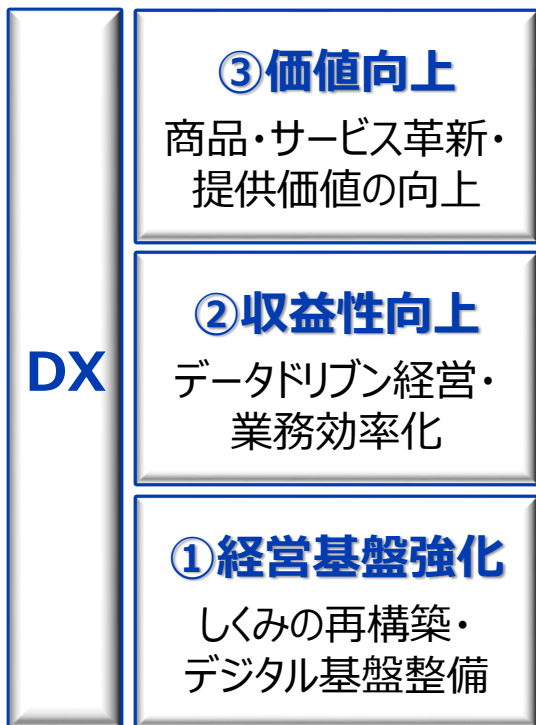 DX
③価値向上
商品・サービス革新・
提供価値の向上
②収益性向上
データドリブン経営・
業務効率化
①経営基盤強化
しくみの再構築・
デジタル基盤整備